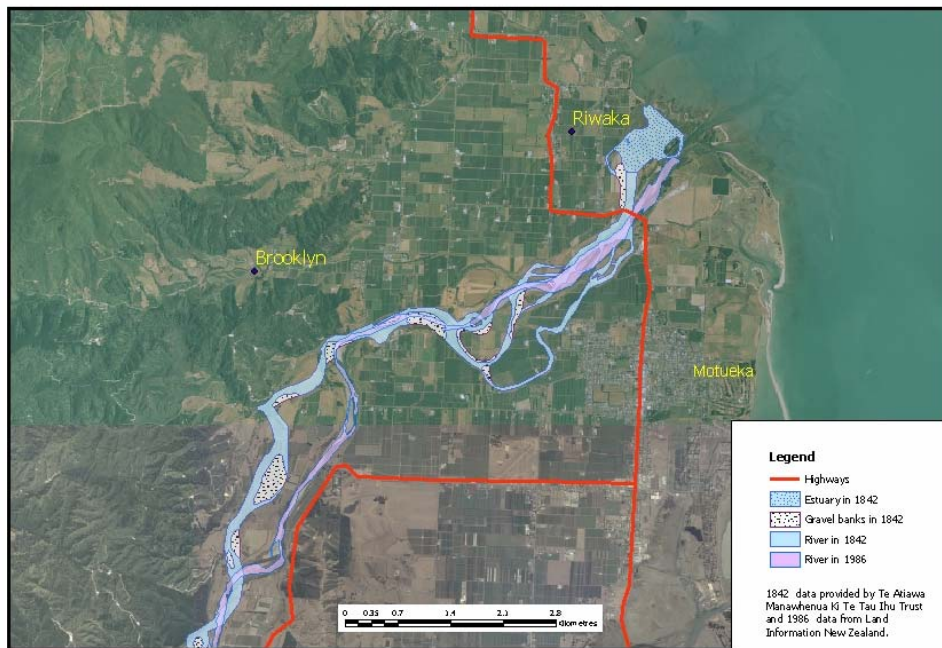 Riwaka
Brooklyn
Motueka
Legend
Highways
Estuary in 1842
Gravel banks in 1842
River in 1842
River in 1986
1842 data provided by Te Atiawa
Manawhenua Ki Te Tau Ihu Trust
and 1986 data from Land
Information New Zealand.
0 0.35 0.7 1.4 2.1 2.8
Kilometres